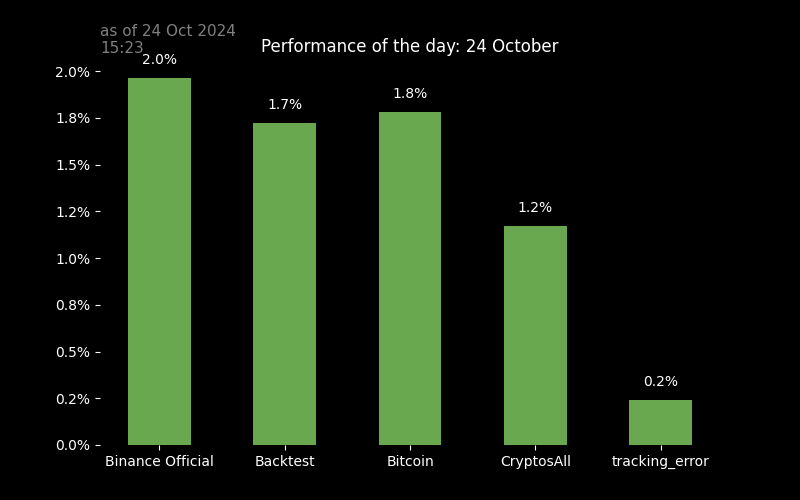 as of 24 Oct 2024
15:23
Performance of the day: 24 October
2.0%
1.8%
1.5%
1.2%
1.0%
0.8%
0.5%
0.2%
0.0%
2.0%
1.7%
1.8%
1.2%
0.2%
Binance Official
Backtest
Bitcoin
CryptosAll
tracking_error